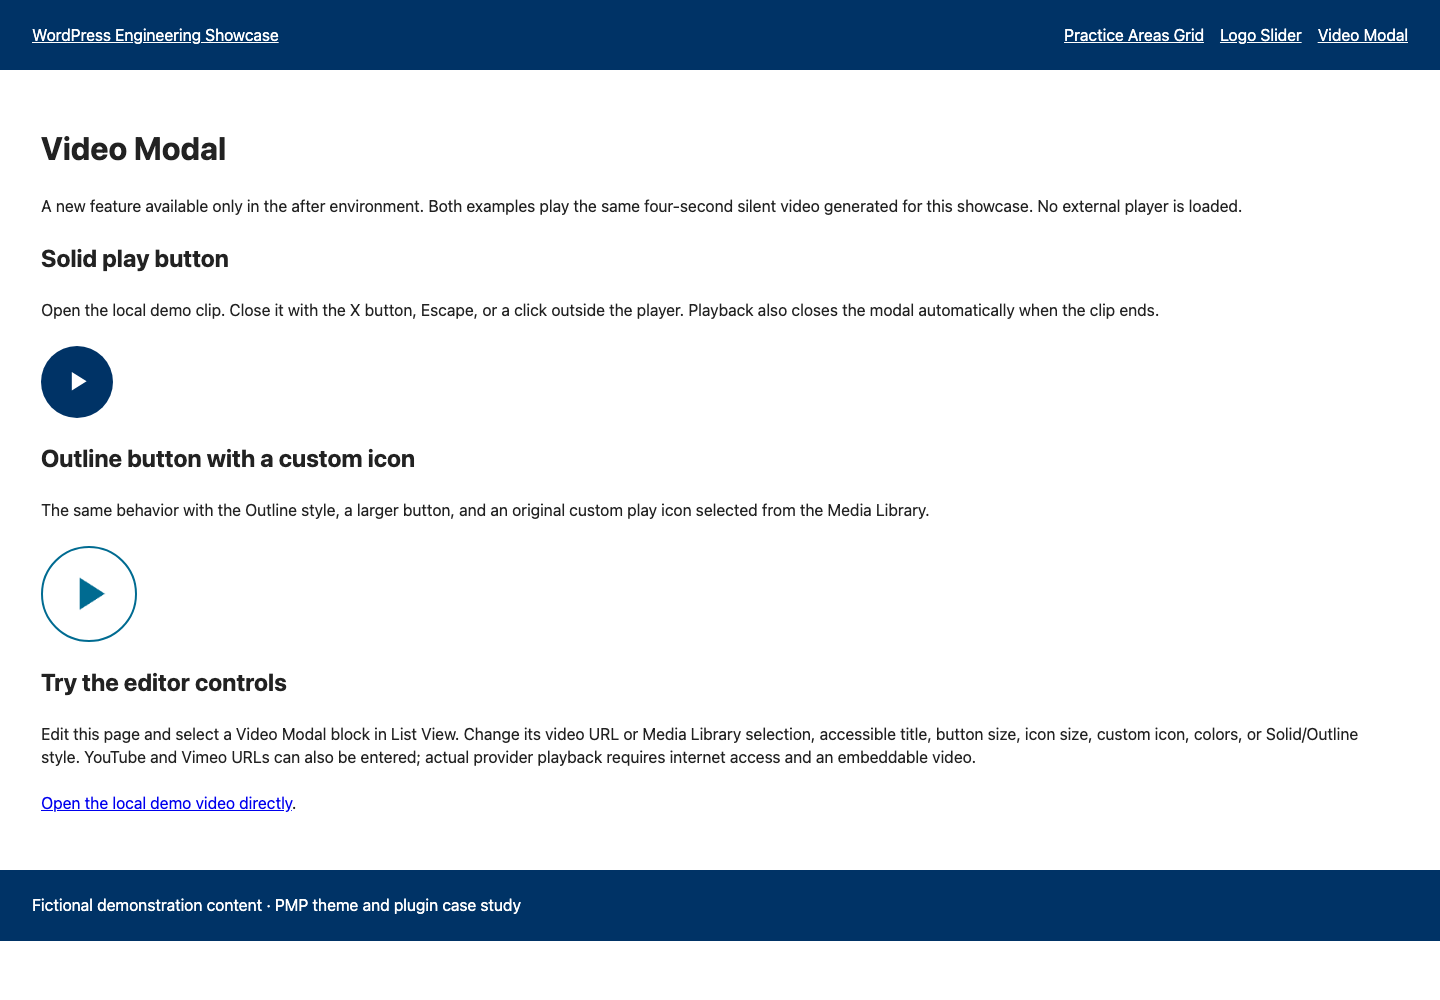 WordPress Engineering Showcase
Practice Areas Grid
Logo Slider
Video Modal
Video Modal
A new feature available only in the after environment. Both examples play the same four-second silent video generated for this showcase. No external player is loaded.
Solid play button
Open the local demo clip. Close it with the X button, Escape, or a click outside the player. Playback also closes the modal automatically when the clip ends.
Outline button with a custom icon
The same behavior with the Outline style, a larger button, and an original custom play icon selected from the Media Library.
Try the editor controls
Edit this page and select a Video Modal block in List View. Change its video URL or Media Library selection, accessible title, button size, icon size, custom icon, colors, or Solid/Outline
style. YouTube and Vimeo URLs can also be entered; actual provider playback requires internet access and an embeddable video.
Open the local demo video directly.
Fictional demonstration content · PMP theme and plugin case study